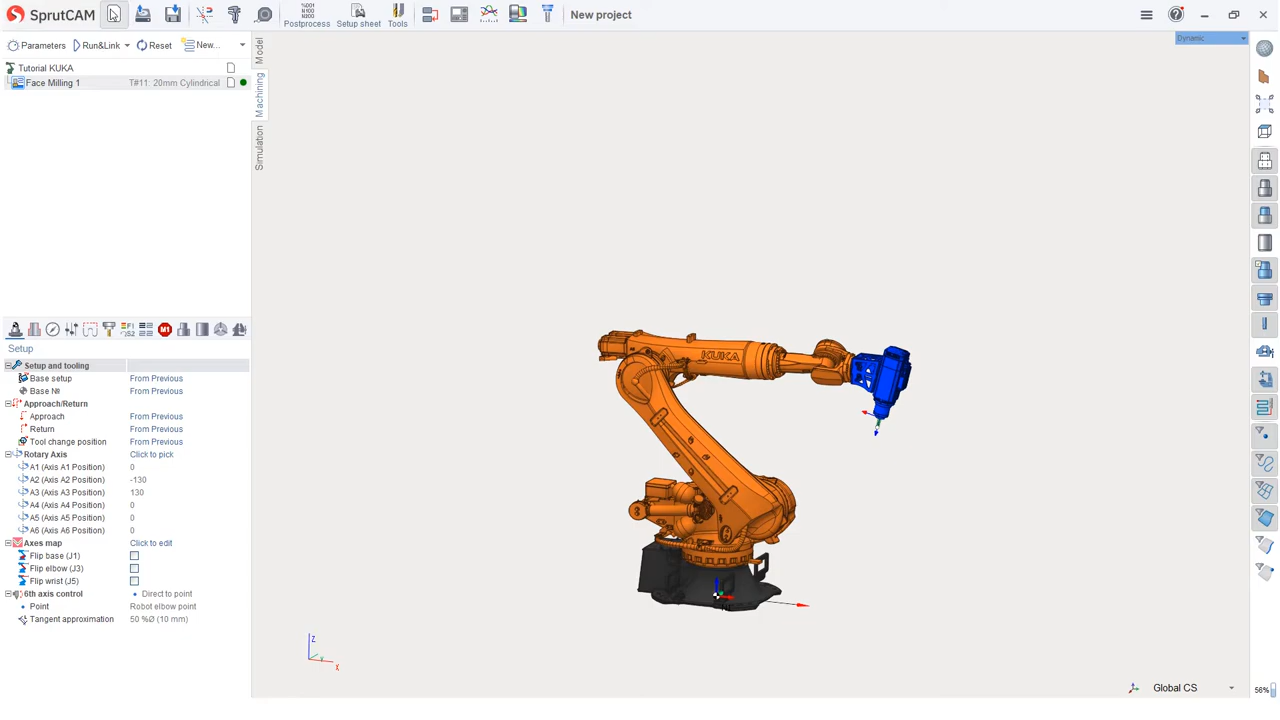 SprutCAM
%001
N100
N100
Postprocess
Setup sheet
Tools
New project
Parameters
Run&Link
Reset
New...
Model
Machining
Simulation
Dynamic
Tutorial KUKA
Face Milling 1 T#11: 20mm Cylindrical
M1
Setup
Setup and tooling
Base setup From Previous
Base № From Previous
Approach/Return
Approach From Previous
Return From Previous
Tool change position From Previous
Rotary Axis Click to pick
A1 (Axis A1 Position) 0
A2 (Axis A2 Position) -130
A3 (Axis A3 Position) 130
A4 (Axis A4 Position) 0
A5 (Axis A5 Position) 0
A6 (Axis A6 Position) 0
Axes map Click to edit
Flip base (J1)
Flip elbow (J3)
Flip wrist (J5)
6th axis control • Direct to point
Point Robot elbow point
Tangent approximation 50 %Ø (10 mm)
KUKA
Z
Y
X
Global CS
56%